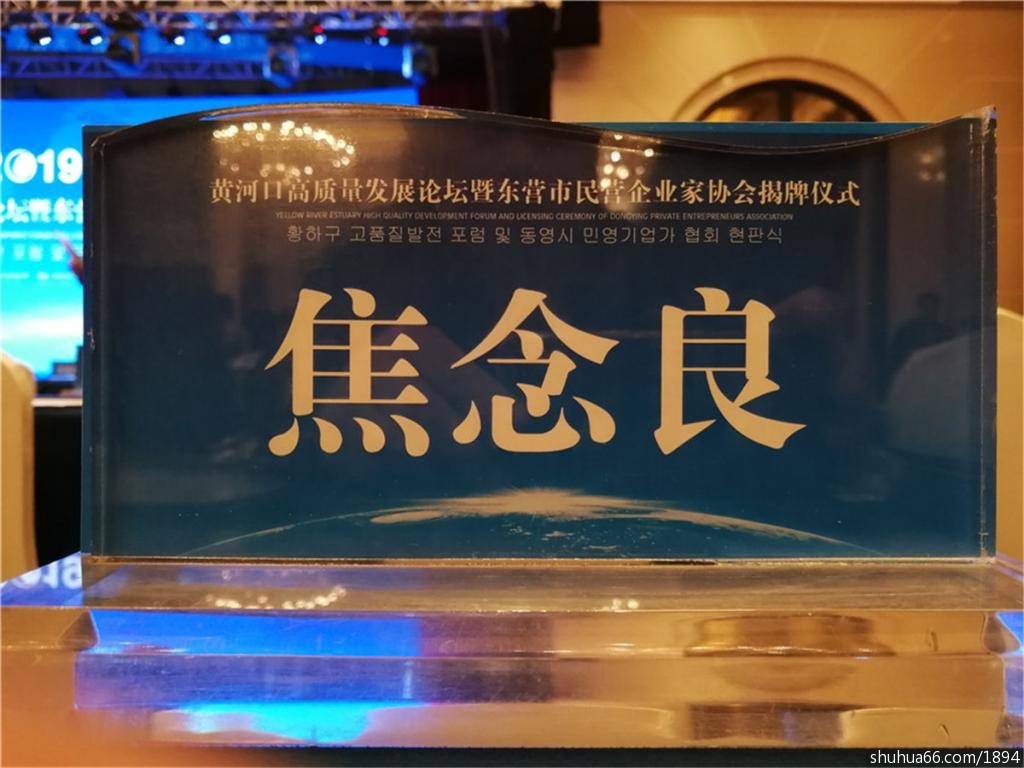 2019
黄河口高质量发展论坛暨东营市民营企业家协会揭牌仪式
YELLOW RIVER ESTUARY HIGH QUALITY DEVELOPMENT FORUM AND LICENSING CEREMONY OF DONGYING PRIVATE ENTREPRENEURS ASSOCIATION
황하구 고품질발전 포럼 및 동영시 민영기업가 협회 현판식
焦念良
shuhua66.com/1894